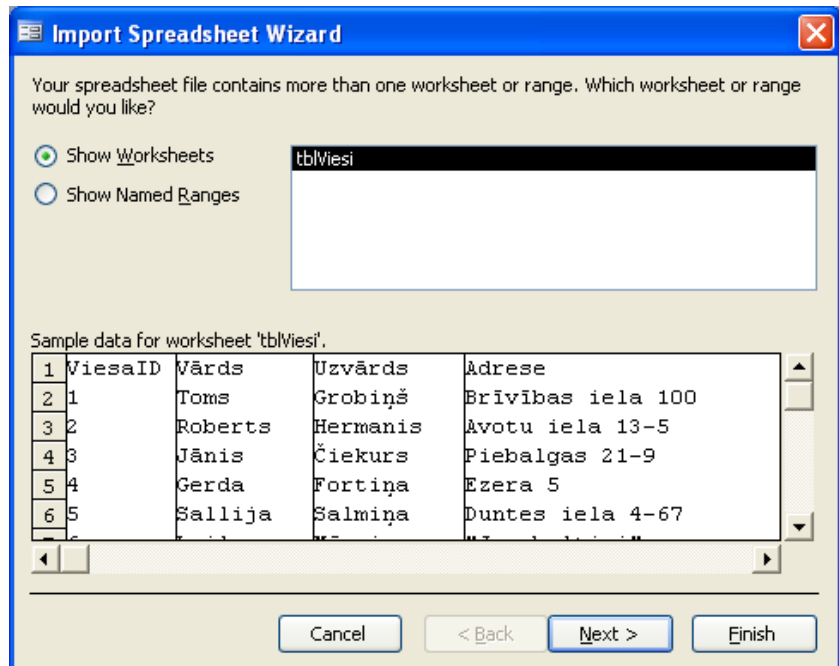 Import Spreadsheet Wizard
Your spreadsheet file contains more than one worksheet or range. Which worksheet or range
would you like?
Show Worksheets
tblViesi
Show Named Ranges
Sample data for worksheet 'tblViesi'.
1 ViesaID Vārds Uzvārds Adrese
2 1 Toms Grobiņš Brīvības iela 100
3 2 Roberts Hermanis Avotu iela 13-5
4 3 Jānis Čiekurs Piebalgas 21-9
5 4 Gerda Fortiņa Ezera 5
6 5 Sallija Salmiņa Duntes iela 4-67
Cancel < Back Next > Finish